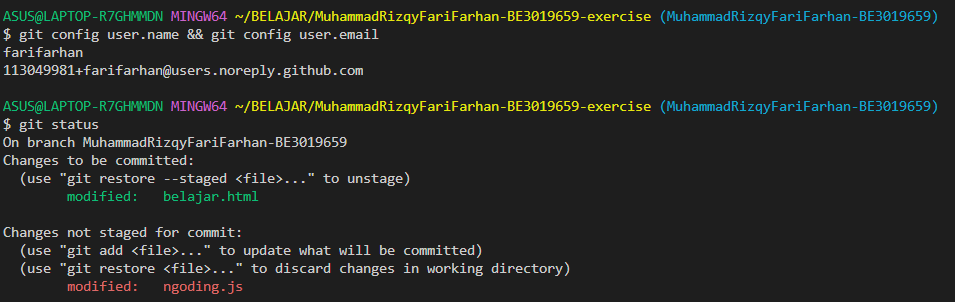 ASUS@LAPTOP-R7GHMMDN MINGW64 ~/BELAJAR/MuhammadRizqyFariFarhan-BE3019659-exercise (MuhammadRizqyFariFarhan-BE3019659)
$ git config user.name && git config user.email
farifarhan
113049981+farifarhan@users.noreply.github.com
ASUS@LAPTOP-R7GHMMDN MINGW64 ~/BELAJAR/MuhammadRizqyFariFarhan-BE3019659-exercise (MuhammadRizqyFariFarhan-BE3019659)
$ git status
On branch MuhammadRizqyFariFarhan-BE3019659
Changes to be committed:
  (use "git restore --staged <file>..." to unstage)
        modified:   belajar.html
Changes not staged for commit:
  (use "git add <file>..." to update what will be committed)
  (use "git restore <file>..." to discard changes in working directory)
        modified:   ngoding.js